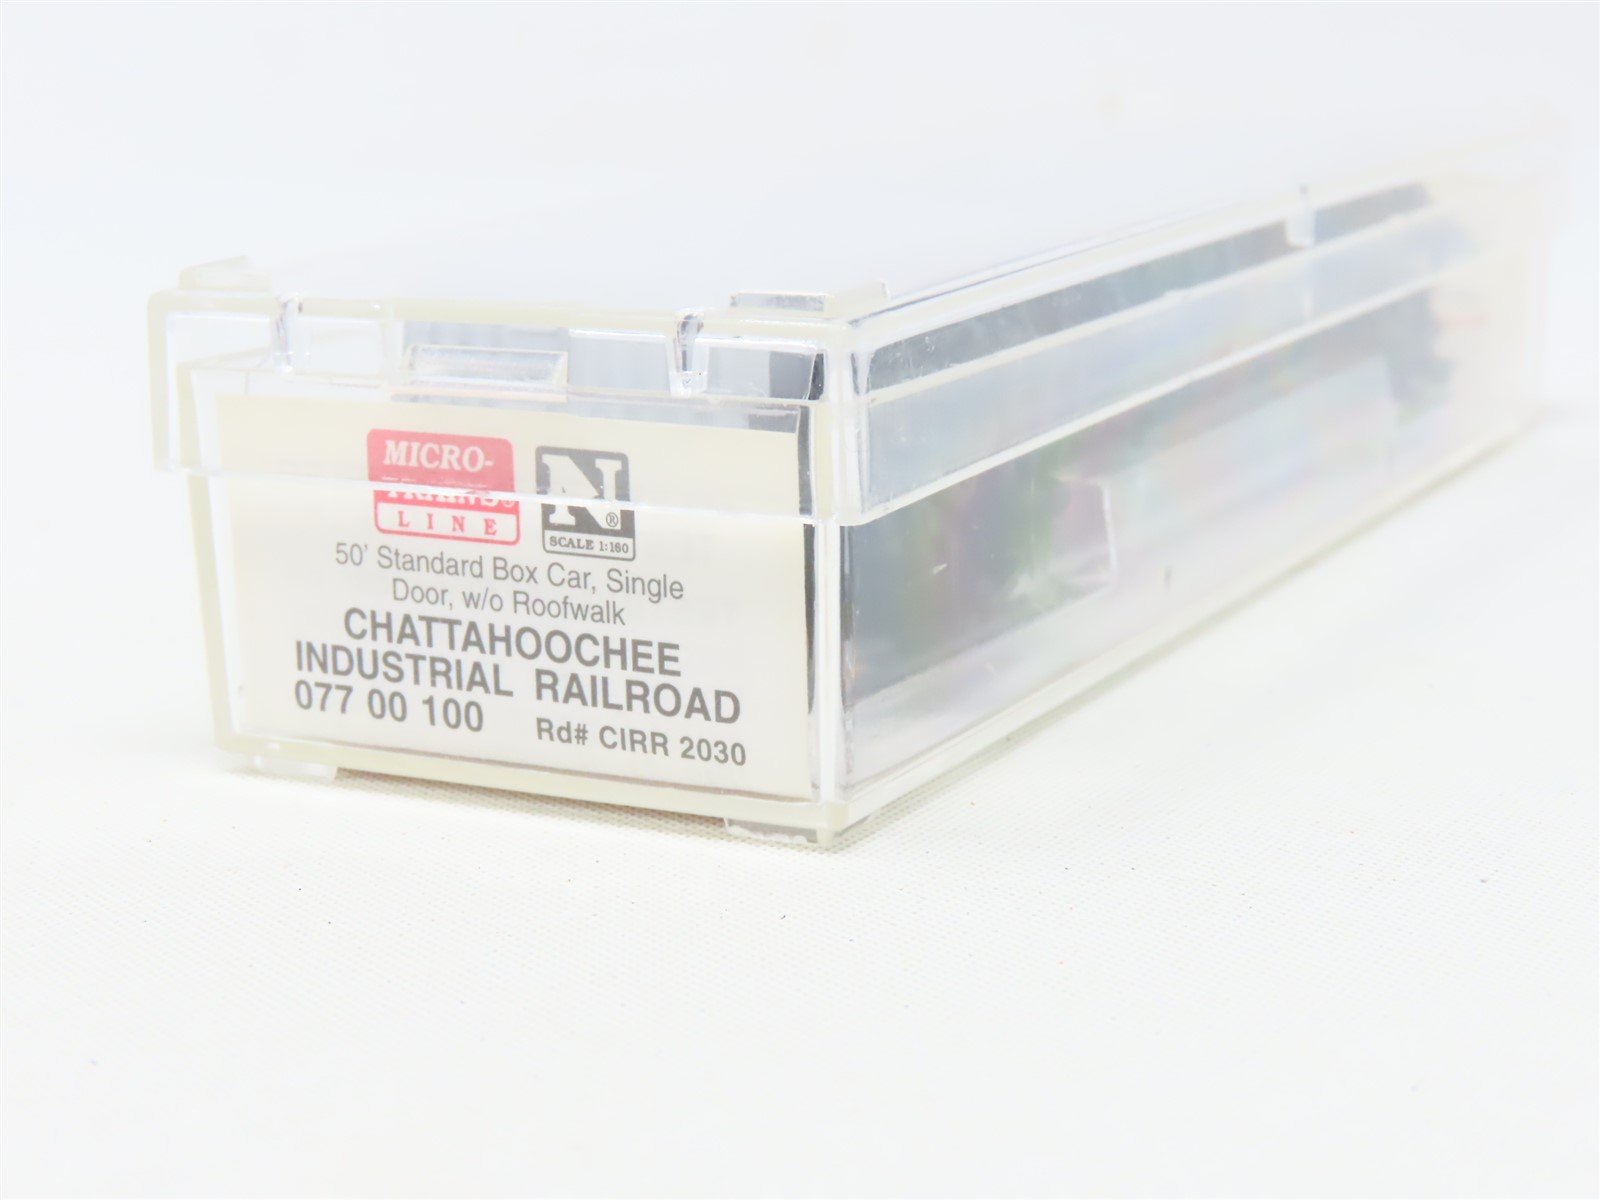 MICRO-
TRAINS®
LINE
N®
SCALE 1:160
50' Standard Box Car, Single
Door, w/o Roofwalk
CHATTAHOOCHEE
INDUSTRIAL RAILROAD
077 00 100 Rd# CIRR 2030